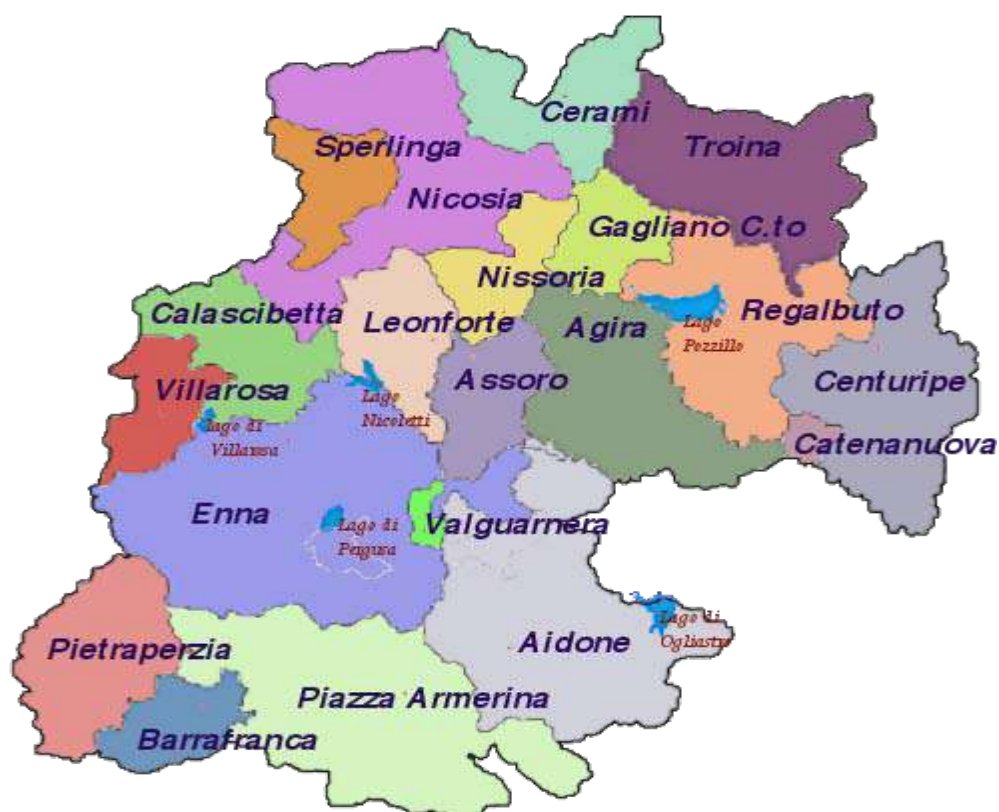 Cerami
Troina
Sperlinga
Nicosia
Gagliano C.to
Nissoria
Calascibetta
Leonforte
Agira
Regalbuto
Lago
Pozzillo
Villarosa
Assoro
Centuripe
Lago
Nicoletti
lago di
Villarosa
Catenanuova
Enna
Valguarnera
Lago di
Pergusa
Pietraperzia
Aidone
Lago di
Ogliastro
Piazza Armerina
Barrafranca